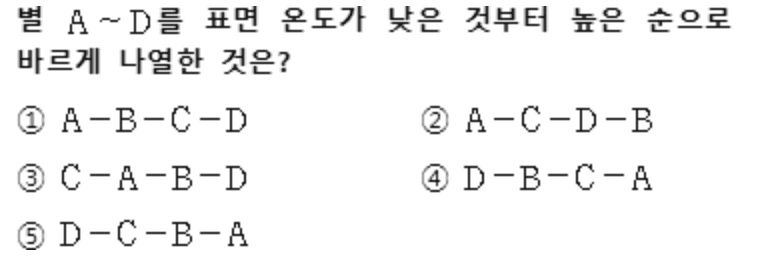 별 A ~ D를 표면 온도가 낮은 것부터 높은 순으로
바르게 나열한 것은?
① A－B－C－D ② A－C－D－B
③ C－A－B－D ④ D－B－C－A
⑤ D－C－B－A